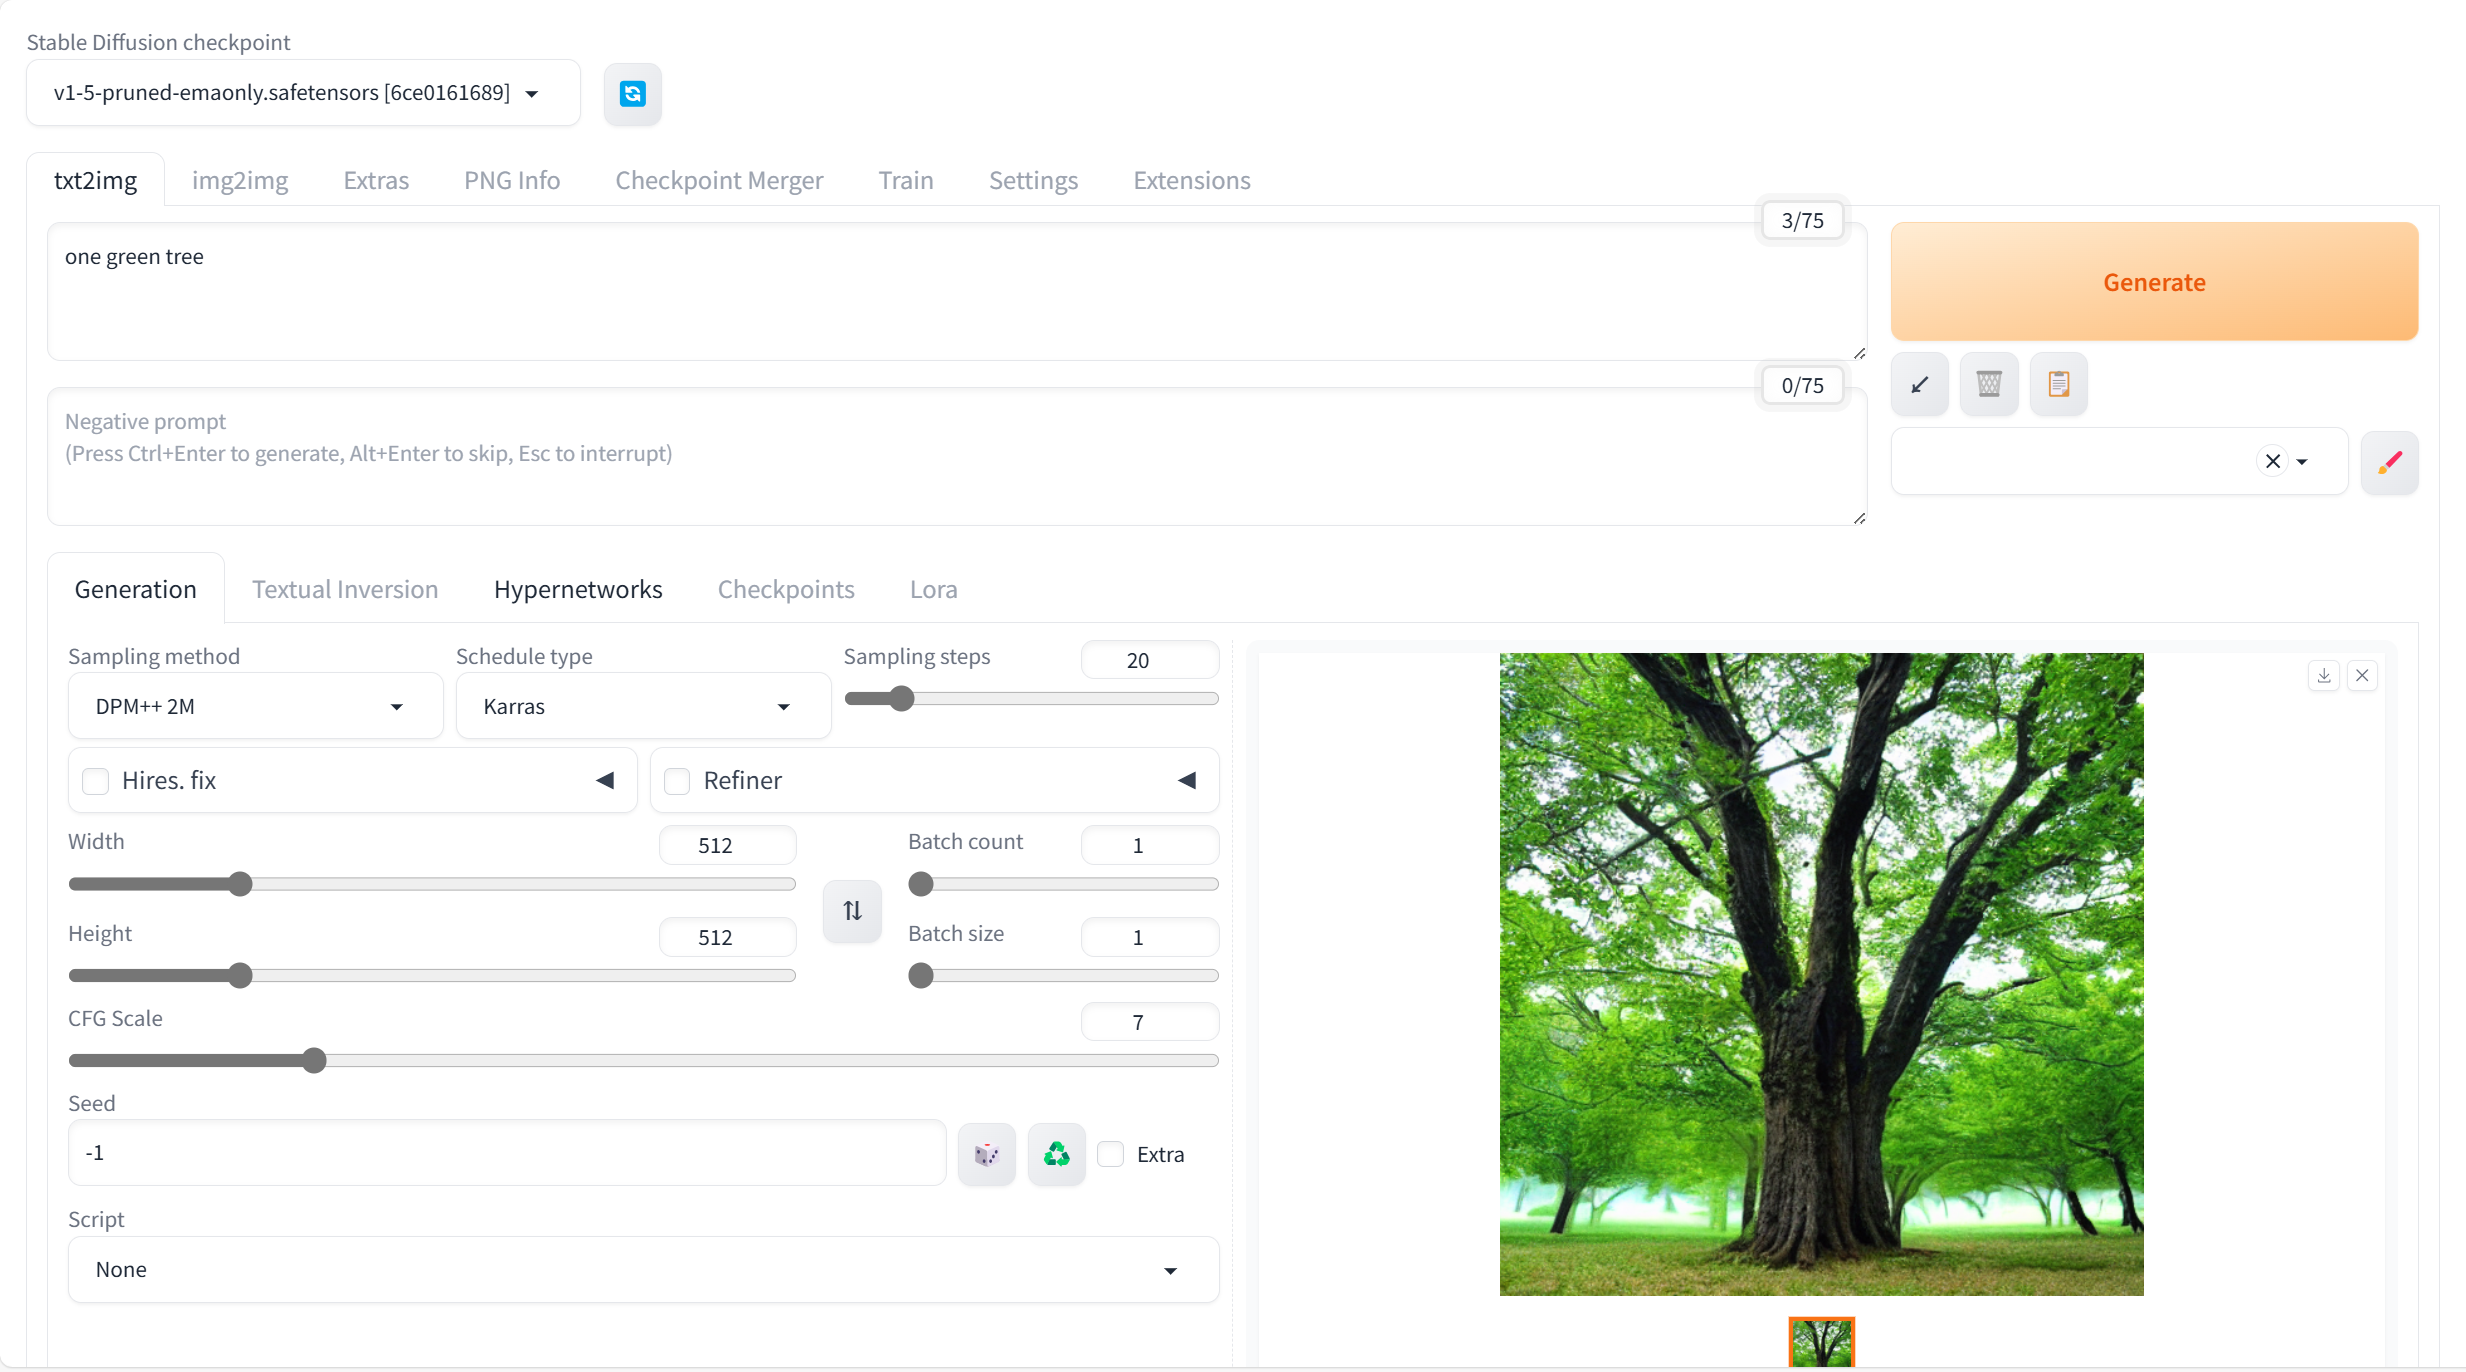 Stable Diffusion checkpoint
v1-5-pruned-emaonly.safetensors [6ce0161689]
txt2img img2img Extras PNG Info Checkpoint Merger Train Settings Extensions
3/75
one green tree
Generate
0/75
Negative prompt
(Press Ctrl+Enter to generate, Alt+Enter to skip, Esc to interrupt)
Generation Textual Inversion Hypernetworks Checkpoints Lora
Sampling method Schedule type Sampling steps 20
DPM++ 2M Karras
Hires. fix Refiner
Width 512 Batch count 1
Height 512 Batch size 1
CFG Scale 7
Seed
-1
Extra
Script
None